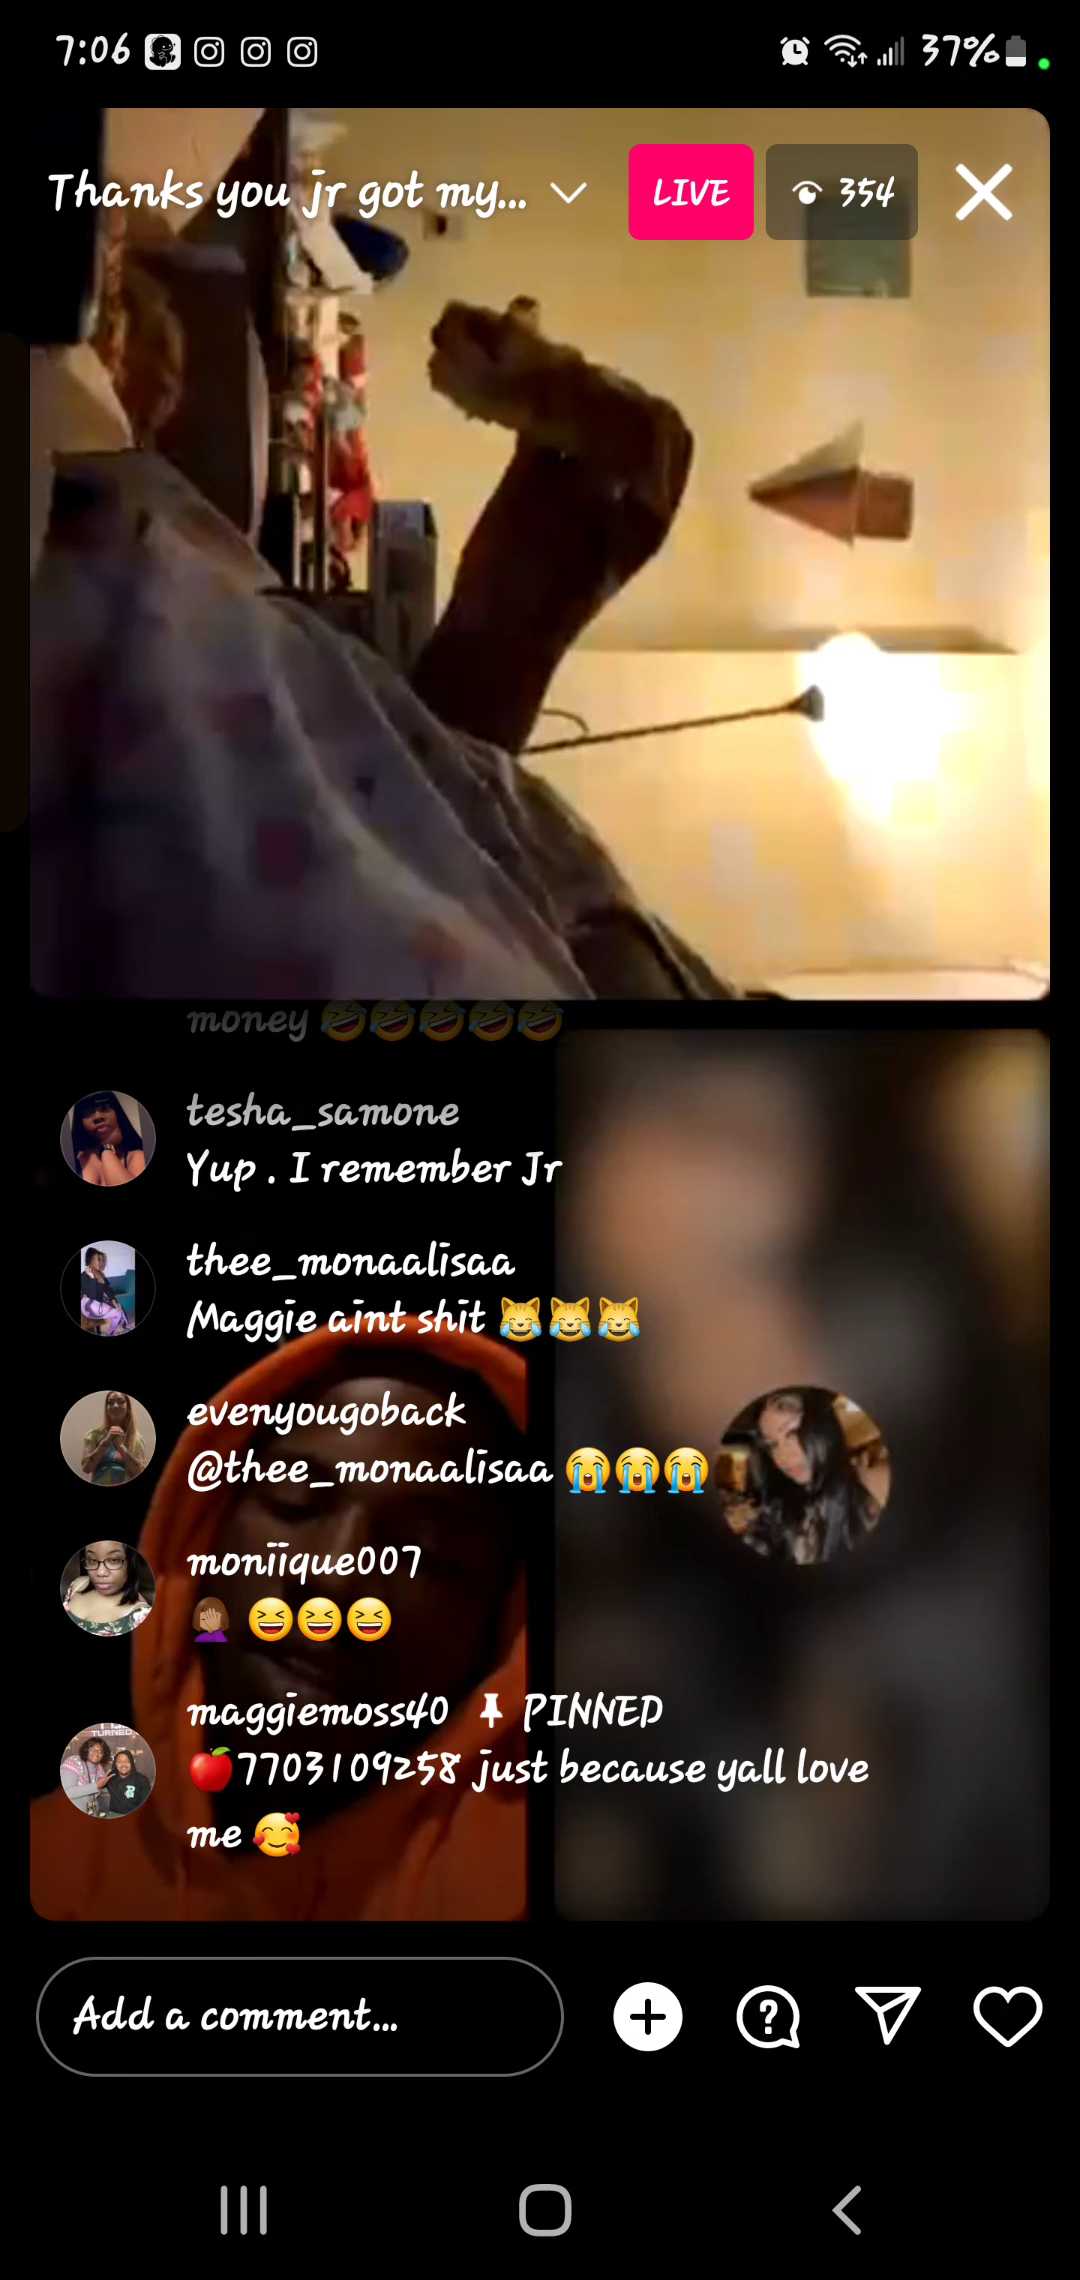 7:06
37%
Thanks you jr got my...
LIVE
354
money 🤣🤣🤣🤣🤣
tesha_samone
Yup . I remember Jr
thee_monaalisaa
Maggie aint shit 😹😹😹
evenyougoback
@thee_monaalisaa 😭😭😭
moniique007
🤦🏽‍♀️ 😆😆😆
maggiemoss40 PINNED
🍎7703109258 just because yall love
me 🥰
TURNED
Add a comment...